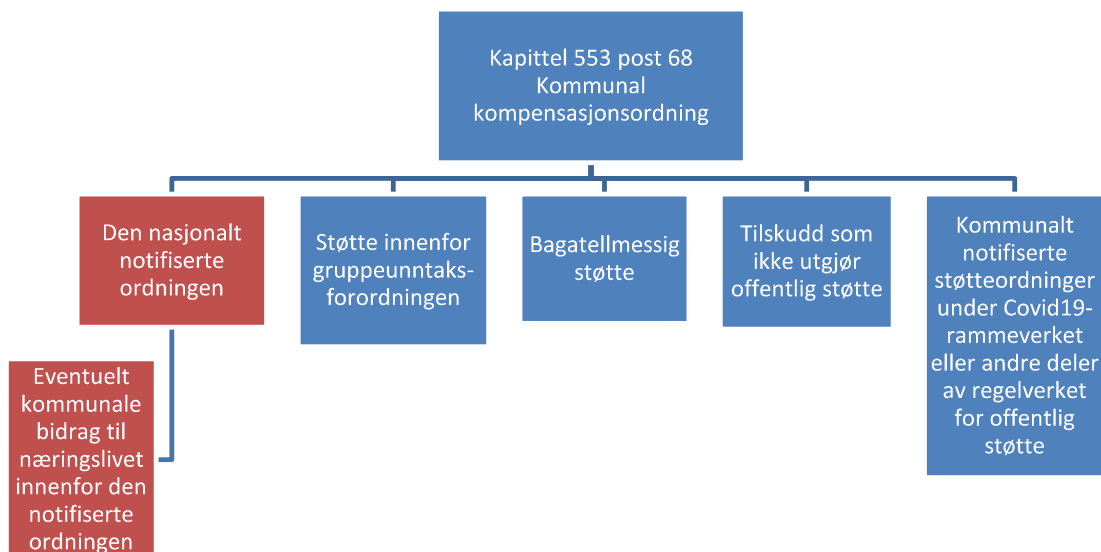 Kapittel 553 post 68
Kommunal
kompensasjonsordning
Den nasjonalt
notifiserte
ordningen
Støtte innenfor
gruppeunntaks-
forordningen
Bagatellmessig
støtte
Tilskudd som
ikke utgjør
offentlig støtte
Kommunalt
notifiserte
støtteordninger
under Covid19-
rammeverket
eller andre deler
av regelverket
for offentlig
støtte
Eventuelt
kommunale
bidrag til
næringslivet
innenfor den
notifiserte
ordningen